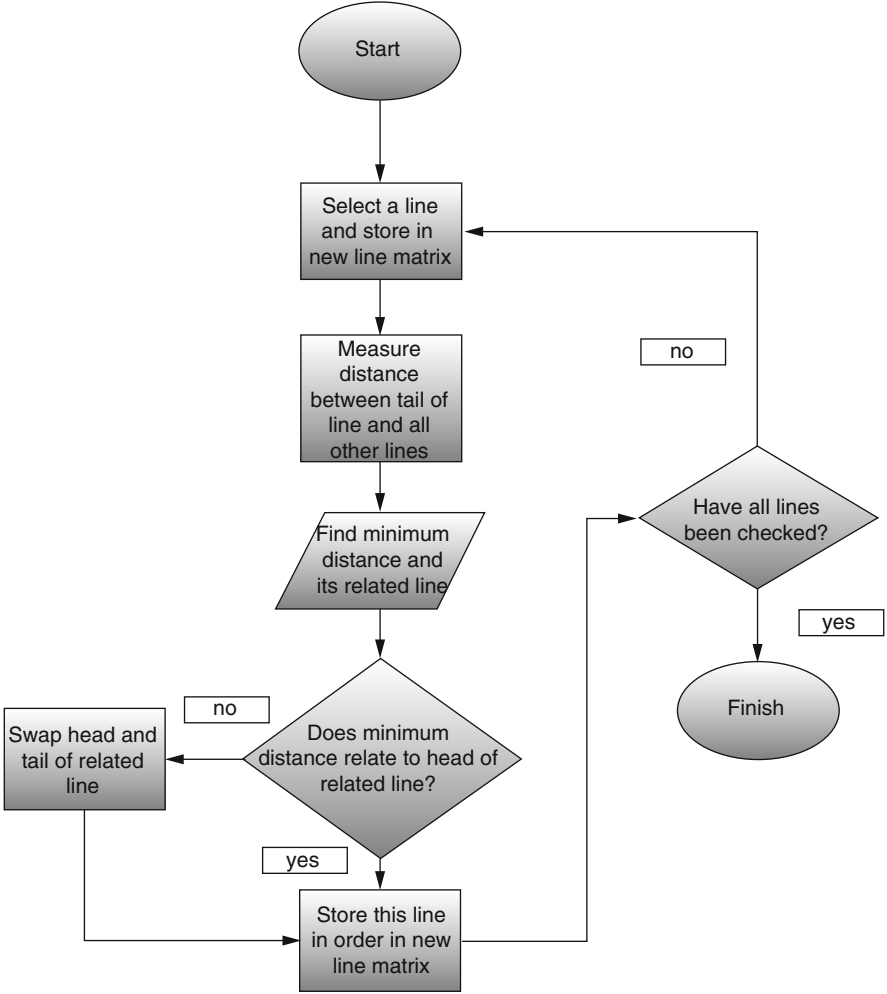 Start
Select a line
and store in
new line matrix
Measure
distance
between tail of
line and all
other lines
Find minimum
distance and
its related line
Does minimum
distance relate to head of
related line?
no
Swap head and
tail of related
line
yes
Store this line
in order in new
line matrix
Have all lines
been checked?
no
yes
Finish